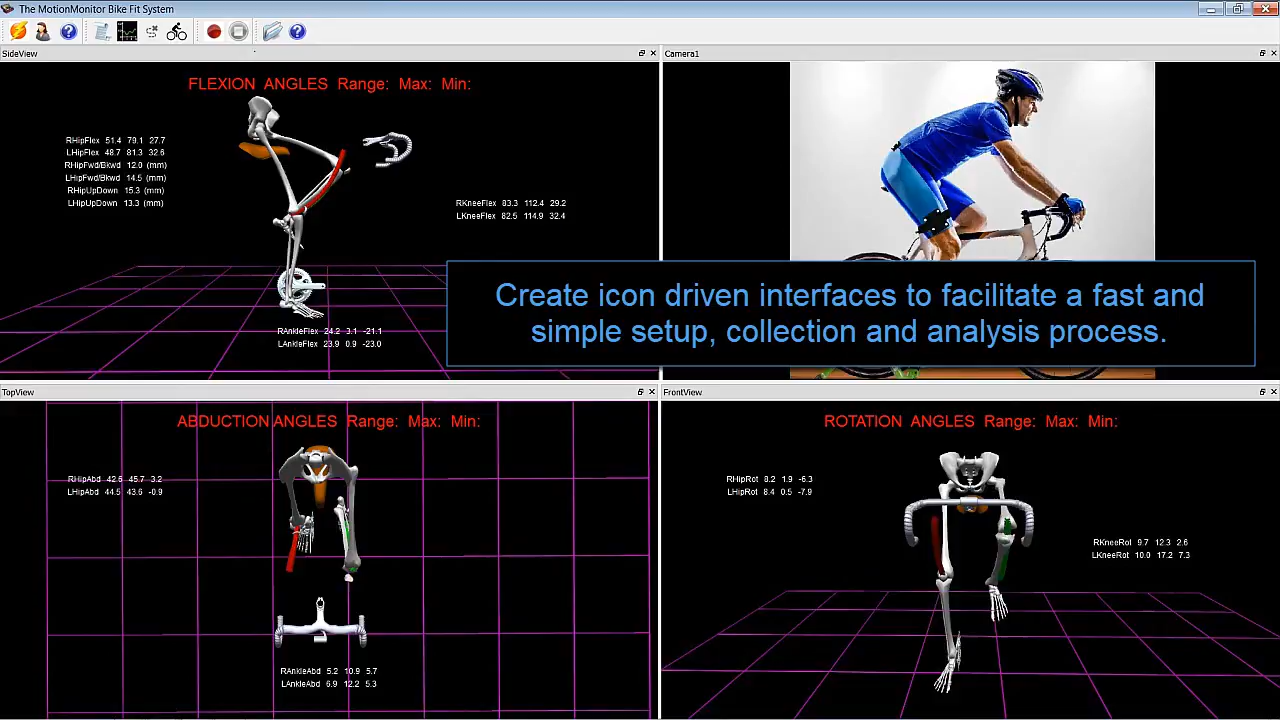 The MotionMonitor Bike Fit System
SideView
FLEXION ANGLES Range: Max: Min:
RHipFlex 51.4 79.1 27.7
LHipFlex 48.7 81.3 32.6
RHipFwd/Bkwd 12.0 (mm)
LHipFwd/Bkwd 14.5 (mm)
RHipUpDown 15.3 (mm)
LHipUpDown 13.3 (mm)
RKneeFlex 83.3 112.4 29.2
LKneeFlex 82.5 114.9 32.4
RAnkleFlex 24.2 3.1 -21.1
LAnkleFlex 23.9 0.9 -23.0
Camera1
Create icon driven interfaces to facilitate a fast and
simple setup, collection and analysis process.
TopView
ABDUCTION ANGLES Range: Max: Min:
RHipAbd 42.6 45.7 3.2
LHipAbd 44.5 43.6 -0.9
RAnkleAbd 5.2 10.9 5.7
LAnkleAbd 6.9 12.2 5.3
FrontView
ROTATION ANGLES Range: Max: Min:
RHipRot 8.2 1.9 -6.3
LHipRot 8.4 0.5 -7.9
RKneeRot 9.7 12.3 2.6
LKneeRot 10.0 17.2 7.3